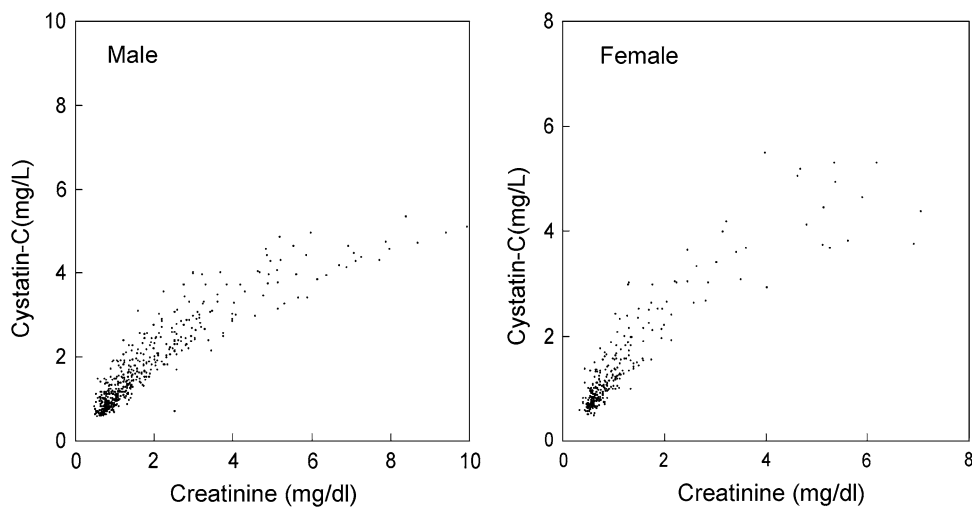 Male
10
8
6
4
2
0
Cystatin-C(mg/L)
0 2 4 6 8 10
Creatinine (mg/dl)
Female
8
6
4
2
0
Cystatin-C(mg/L)
0 2 4 6 8
Creatinine (mg/dl)